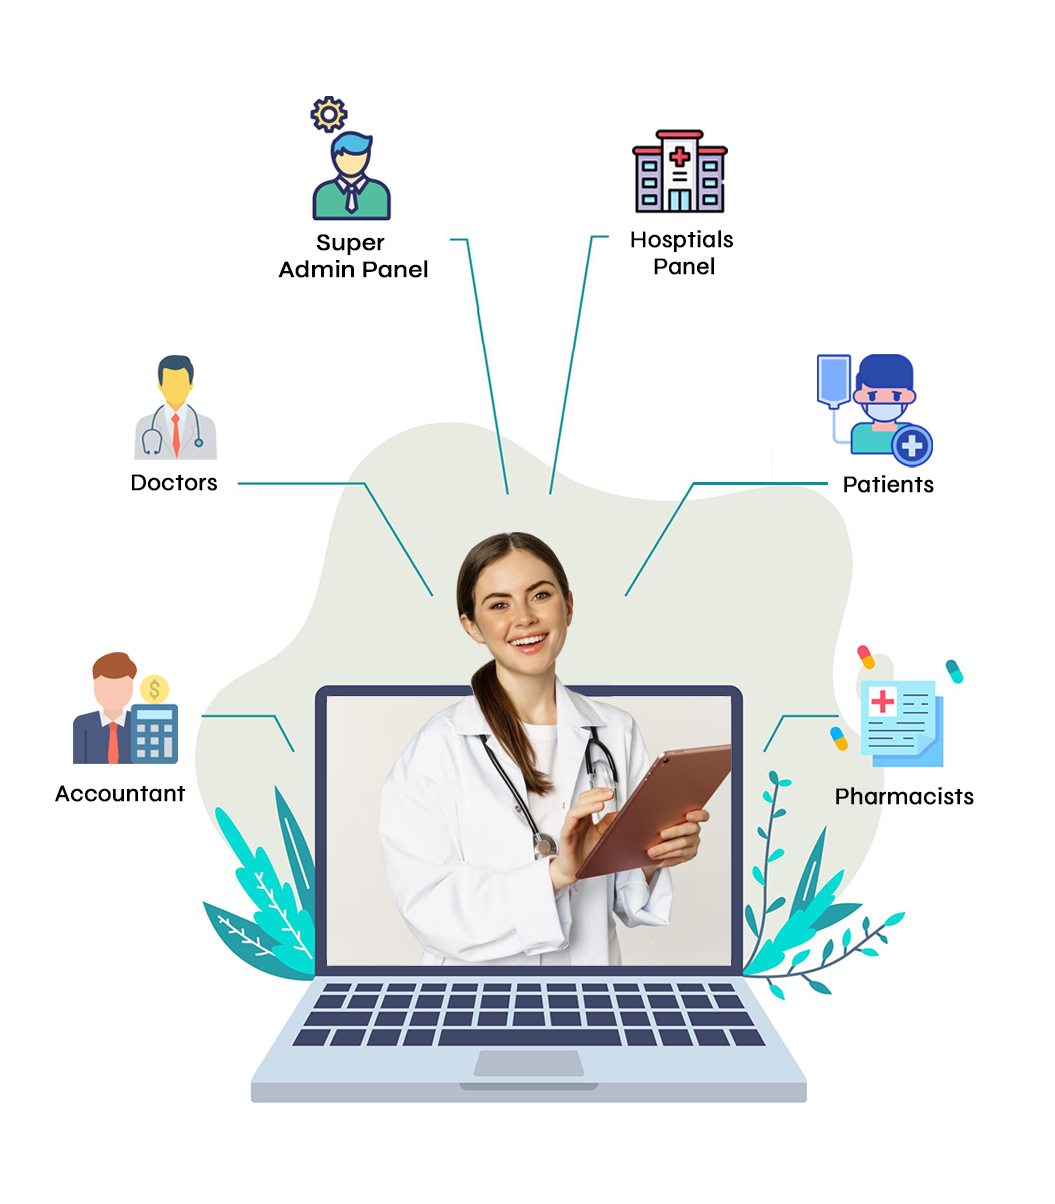 Super
Admin Panel
Hosptials
Panel
Doctors
Patients
Accountant
Pharmacists